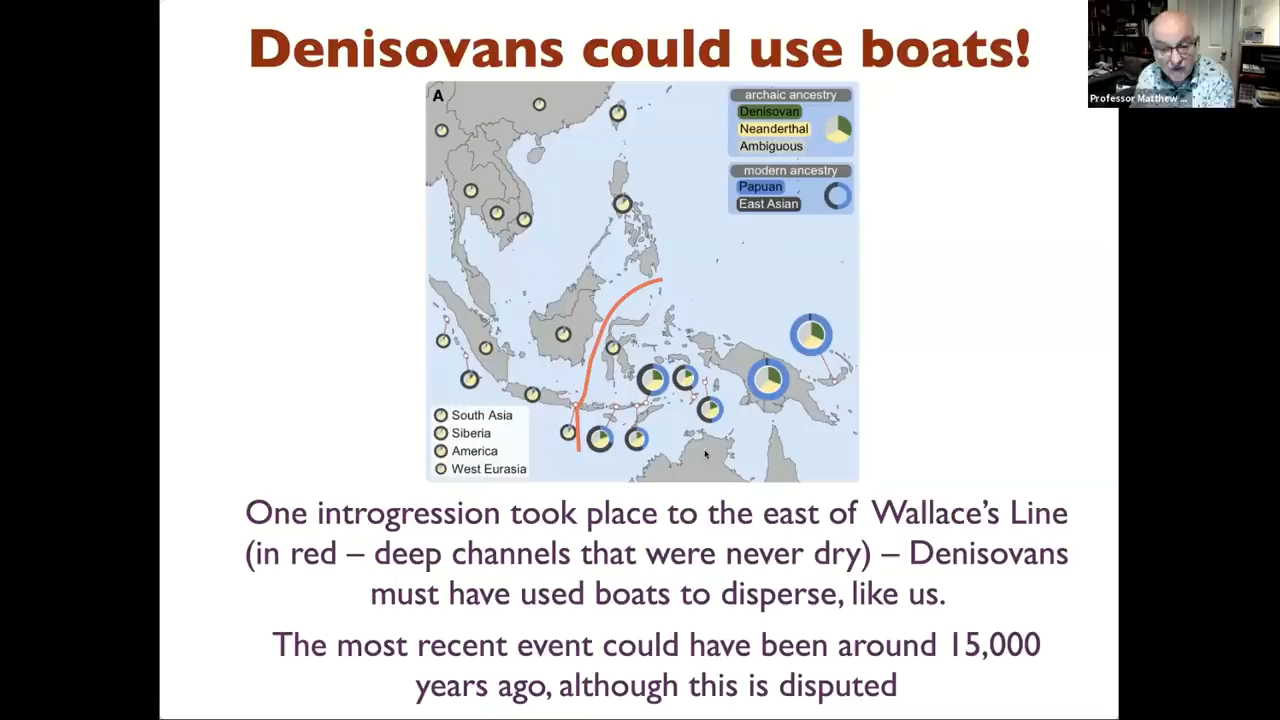 Denisovans could use boats!
Professor Matthew ...
A
archaic ancestry
Denisovan
Neanderthal
Ambiguous
modern ancestry
Papuan
East Asian
South Asia
Siberia
America
West Eurasia
One introgression took place to the east of Wallace's Line
(in red – deep channels that were never dry) – Denisovans
must have used boats to disperse, like us.
The most recent event could have been around 15,000
years ago, although this is disputed